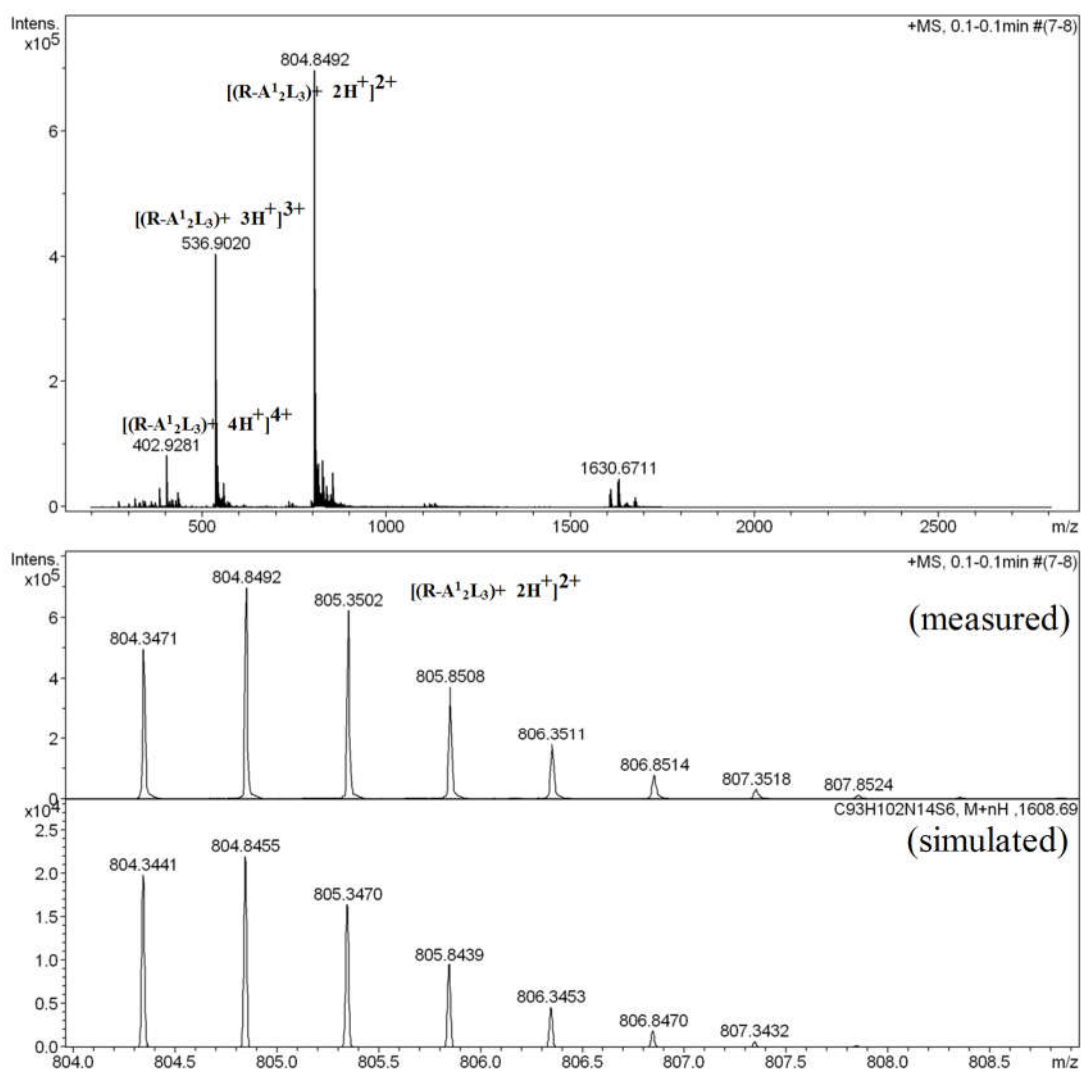 Intens.
x10⁵
+MS, 0.1-0.1min #(7-8)
804.8492
[(R-A¹₂L₃)+ 2H⁺]²⁺
6
[(R-A¹₂L₃)+ 3H⁺]³⁺
536.9020
4
2
[(R-A¹₂L₃)+ 4H⁺]⁴⁺
402.9281
1630.6711
0
500 1000 1500 2000 2500 m/z
Intens.
x10⁵
+MS, 0.1-0.1min #(7-8)
804.8492
[(R-A¹₂L₃)+ 2H⁺]²⁺
805.3502
(measured)
6
804.3471
805.8508
4
806.3511
2
806.8514
807.3518 807.8524
0
x10⁴
C93H102N14S6, M+nH ,1608.69
2.5
804.8455
(simulated)
804.3441
2.0
805.3470
1.5
805.8439
1.0
806.3453
0.5
806.8470
807.3432
0.0
804.0 804.5 805.0 805.5 806.0 806.5 807.0 807.5 808.0 808.5 m/z